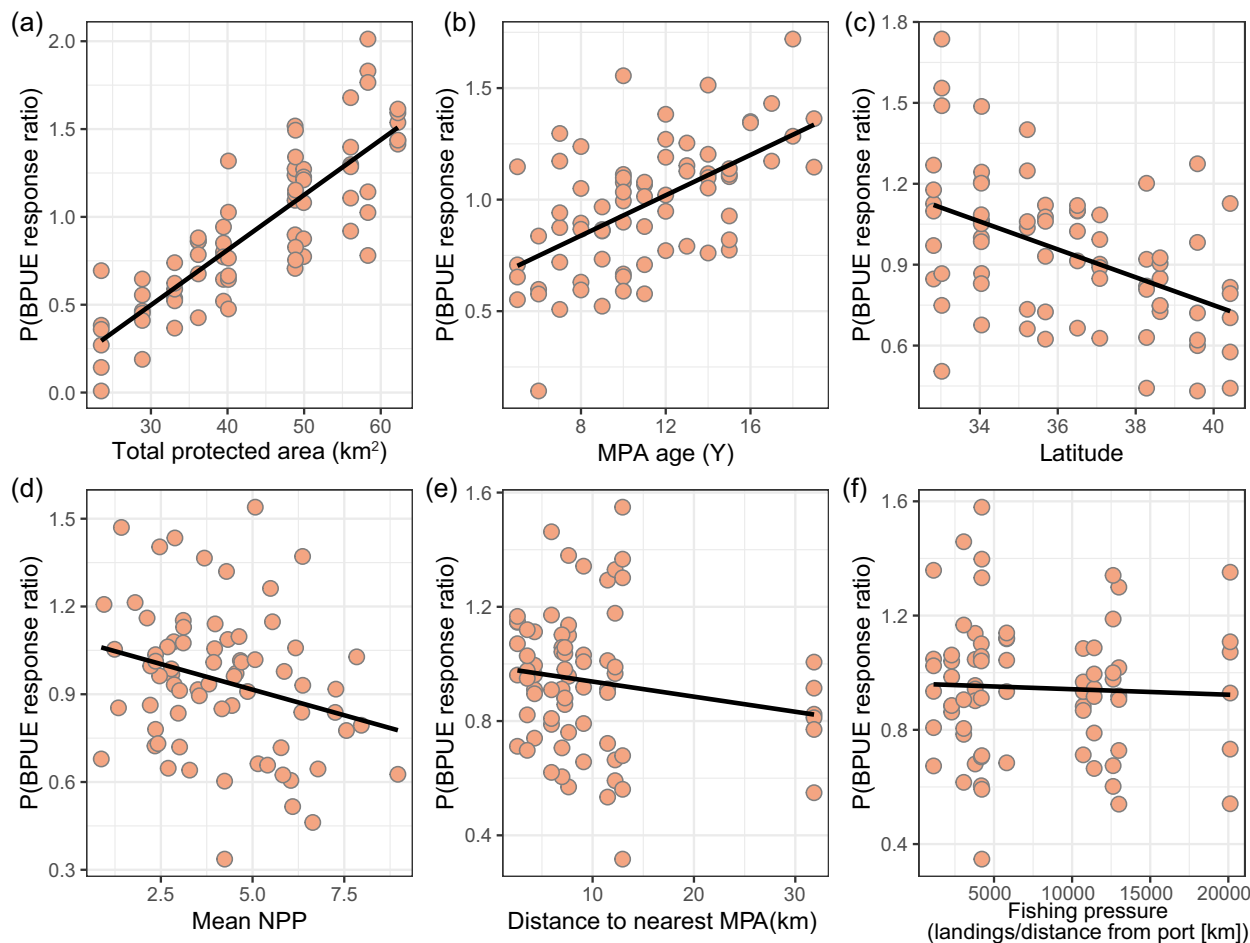 (a)
P(BPUE response ratio)
2.0
1.5
1.0
0.5
0.0
30 40 50 60
Total protected area (km²)
(b)
P(BPUE response ratio)
1.5
1.0
0.5
8 12 16
MPA age (Y)
(c)
P(BPUE response ratio)
1.8
1.5
1.2
0.9
0.6
34 36 38 40
Latitude
(d)
P(BPUE response ratio)
1.5
1.2
0.9
0.6
0.3
2.5 5.0 7.5
Mean NPP
(e)
P(BPUE response ratio)
1.6
1.2
0.8
0.4
10 20 30
Distance to nearest MPA(km)
(f)
P(BPUE response ratio)
1.6
1.2
0.8
0.4
5000 10000 15000 20000
Fishing pressure
(landings/distance from port [km])